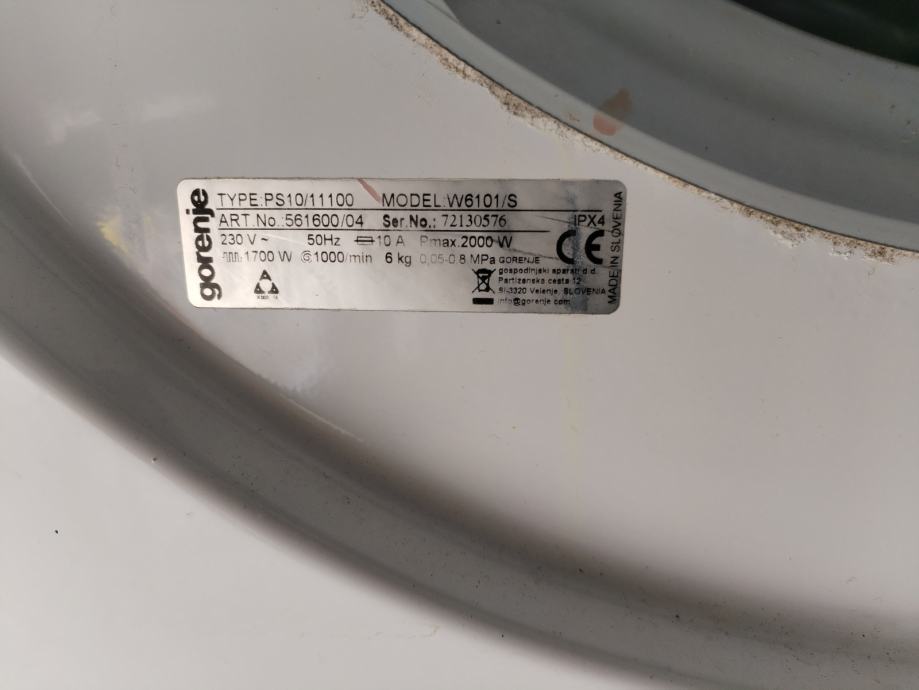 gorenje
TYPE:PS10/11100 MODEL:W6101/S
ART.No.:561600/04 Ser.No.: 72130576 IPX4
230 V ~ 50Hz 10 A Pmax.2000 W
1700 W 1000/min 6 kg 0,05-0,8 MPa
CE
GORENJE
gospodinjski aparati d.d.
Partizanska cesta 12
SI-3320 Velenje, SLOVENIA
info@gorenje.com
MADE IN SLOVENIA